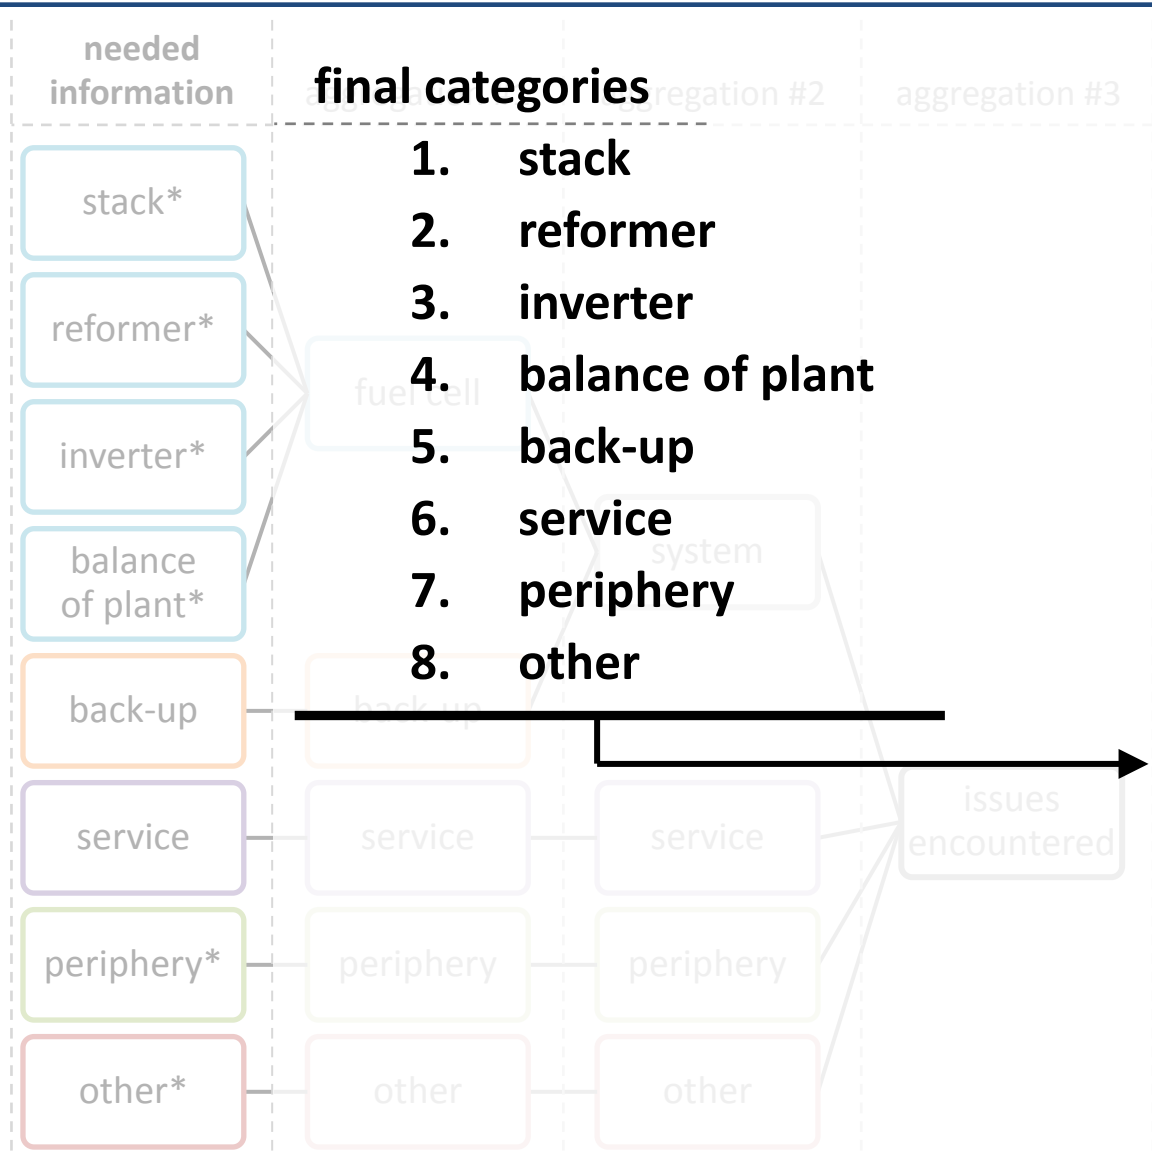 needed
information
final categories
aggregation #2
aggregation #3
1. stack
2. reformer
3. inverter
4. balance of plant
5. back-up
6. service
7. periphery
8. other
stack*
reformer*
inverter*
balance
of plant*
back-up
service
periphery*
other*
fuel cell
back-up
service
periphery
other
system
service
periphery
other
issues
encountered